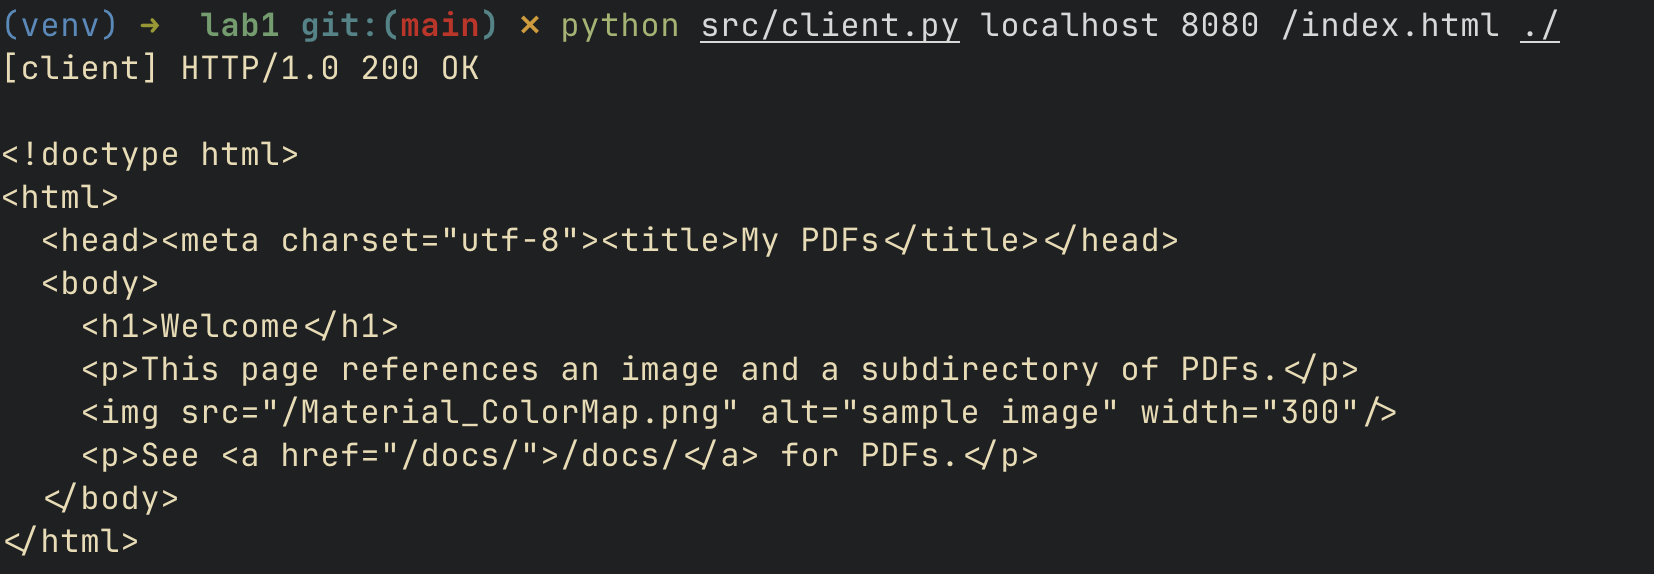 (venv) ➜  lab1 git:(main) ✗ python src/client.py localhost 8080 /index.html ./
[client] HTTP/1.0 200 OK

<!doctype html>
<html>
  <head><meta charset="utf-8"><title>My PDFs</title></head>
  <body>
    <h1>Welcome</h1>
    <p>This page references an image and a subdirectory of PDFs.</p>
    <img src="/Material_ColorMap.png" alt="sample image" width="300"/>
    <p>See <a href="/docs/">/docs/</a> for PDFs.</p>
  </body>
</html>